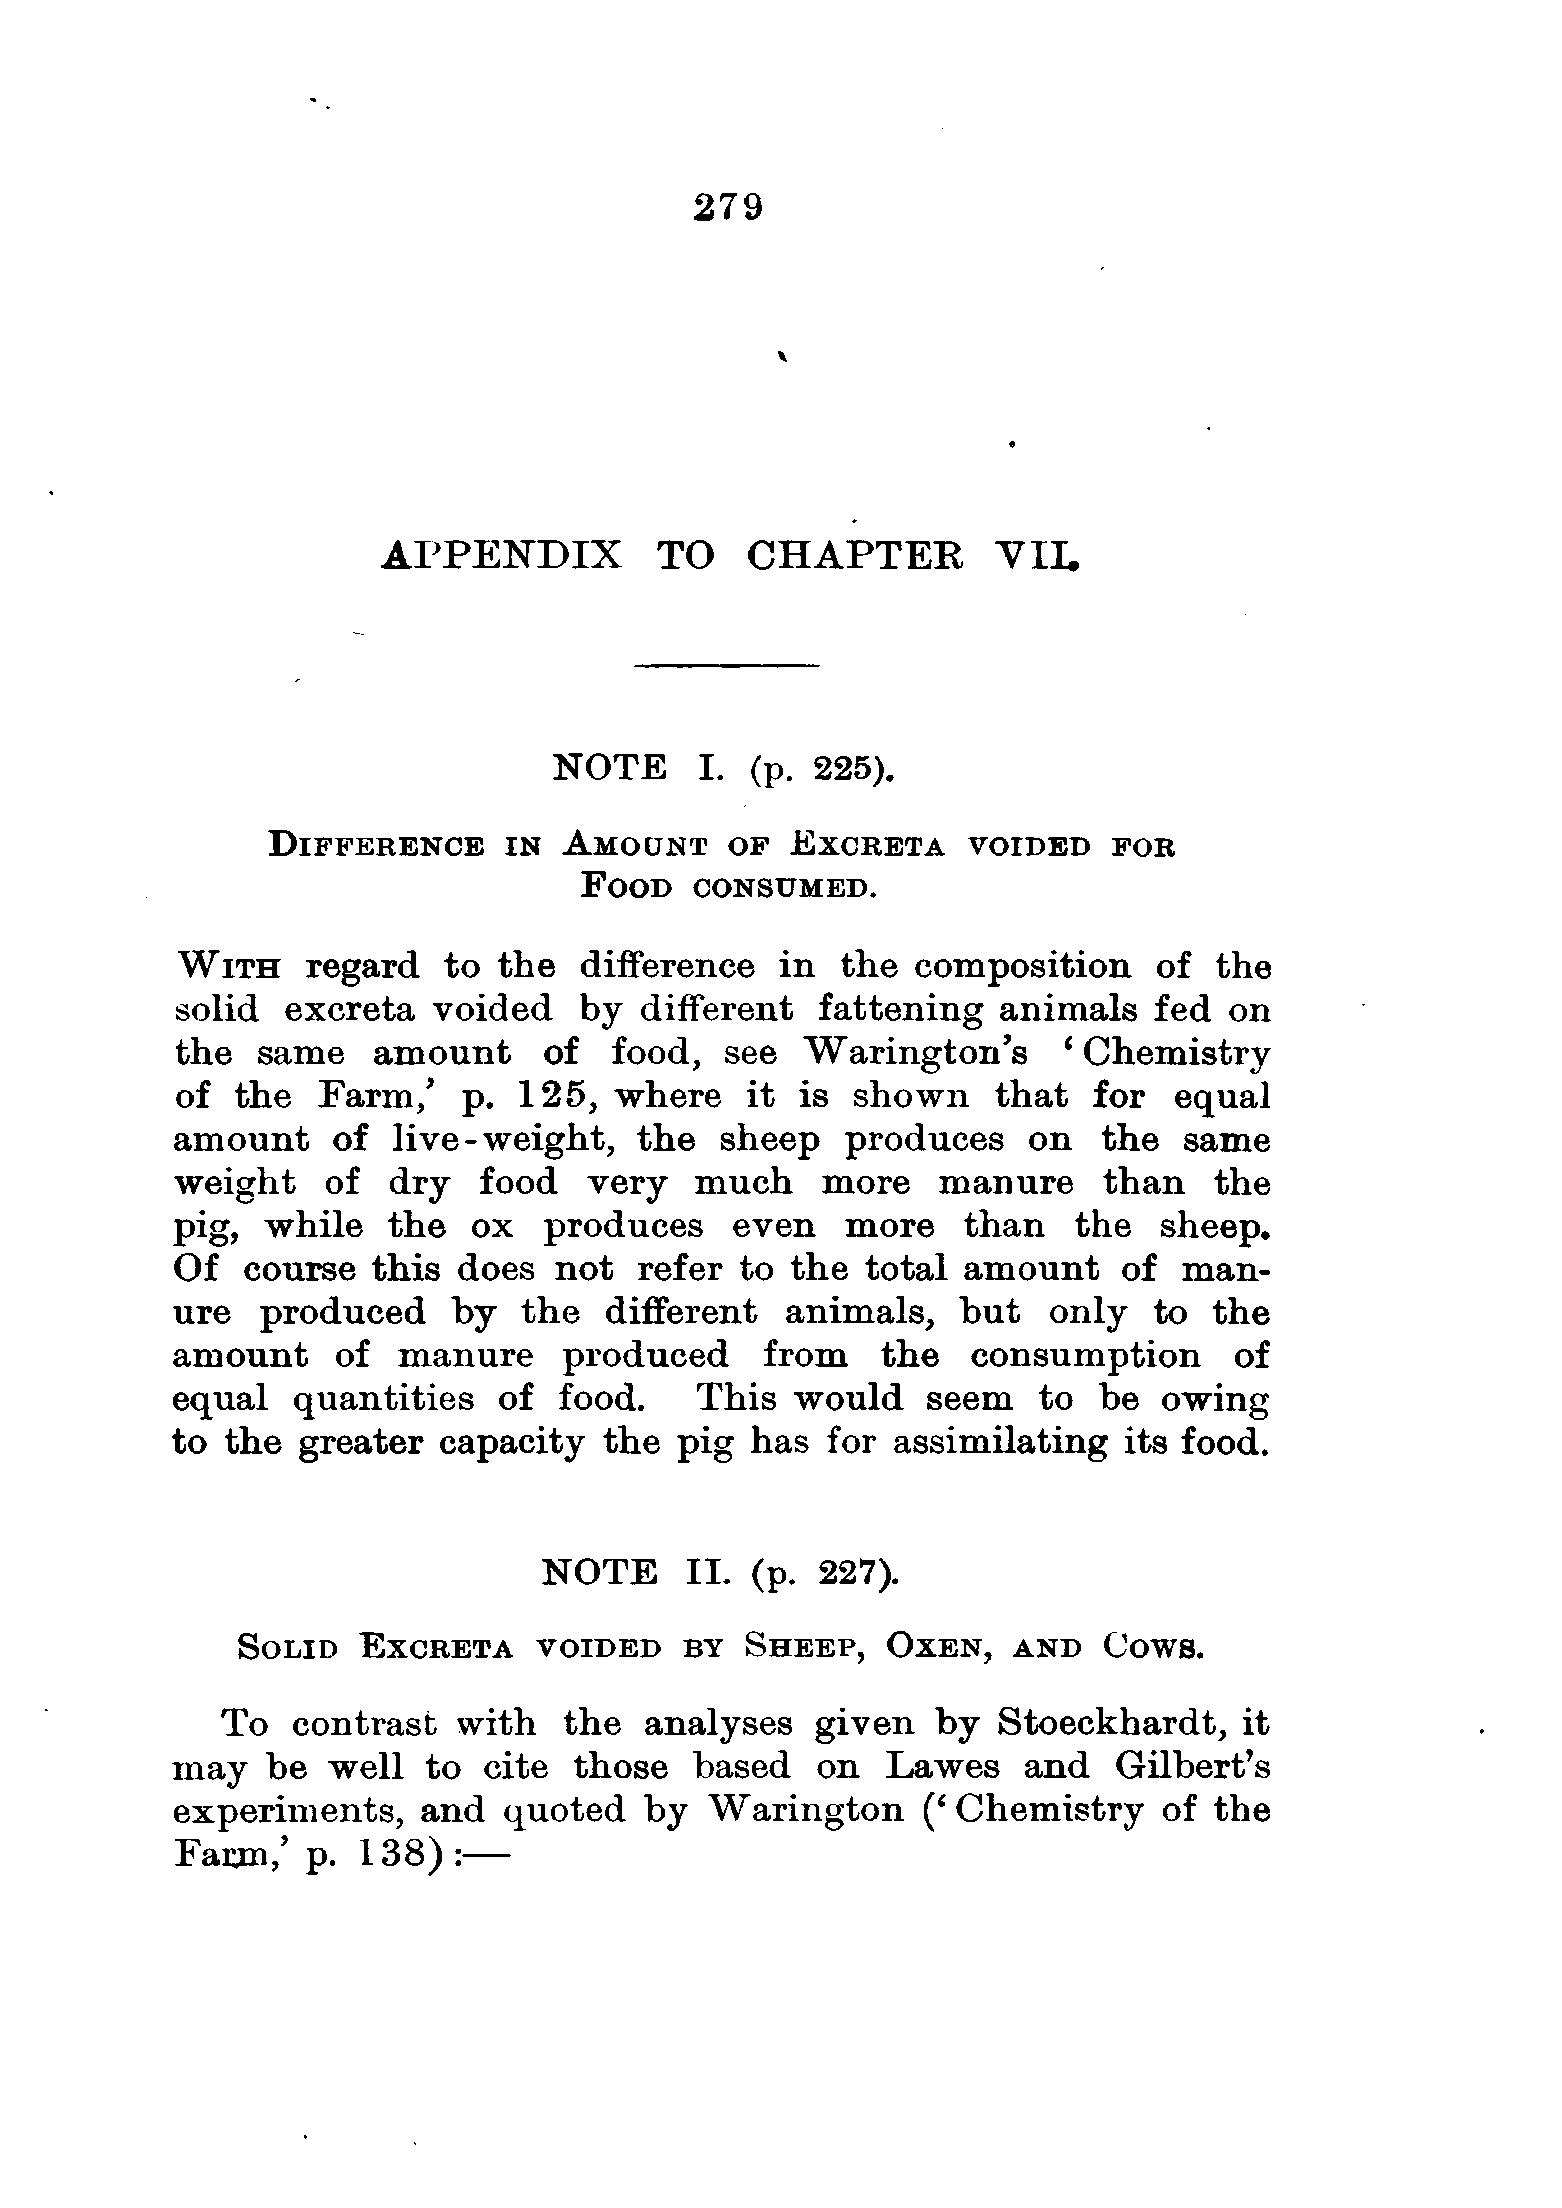 279
APPENDIX TO CHAPTER VII.
NOTE I. (p. 225).
Difference in Amount of Excreta voided for
Food consumed.
With regard to the difference in the composition of the
solid excreta voided by different fattening animals fed on
the same amount of food, see Warington's ‘Chemistry
of the Farm,’ p. 125, where it is shown that for equal
amount of live-weight, the sheep produces on the same
weight of dry food very much more manure than the
pig, while the ox produces even more than the sheep.
Of course this does not refer to the total amount of man-
ure produced by the different animals, but only to the
amount of manure produced from the consumption of
equal quantities of food. This would seem to be owing
to the greater capacity the pig has for assimilating its food.
NOTE II. (p. 227).
Solid Excreta voided by Sheep, Oxen, and Cows.
To contrast with the analyses given by Stoeckhardt, it
may be well to cite those based on Lawes and Gilbert's
experiments, and quoted by Warington (‘Chemistry of the
Farm,’ p. 138):—